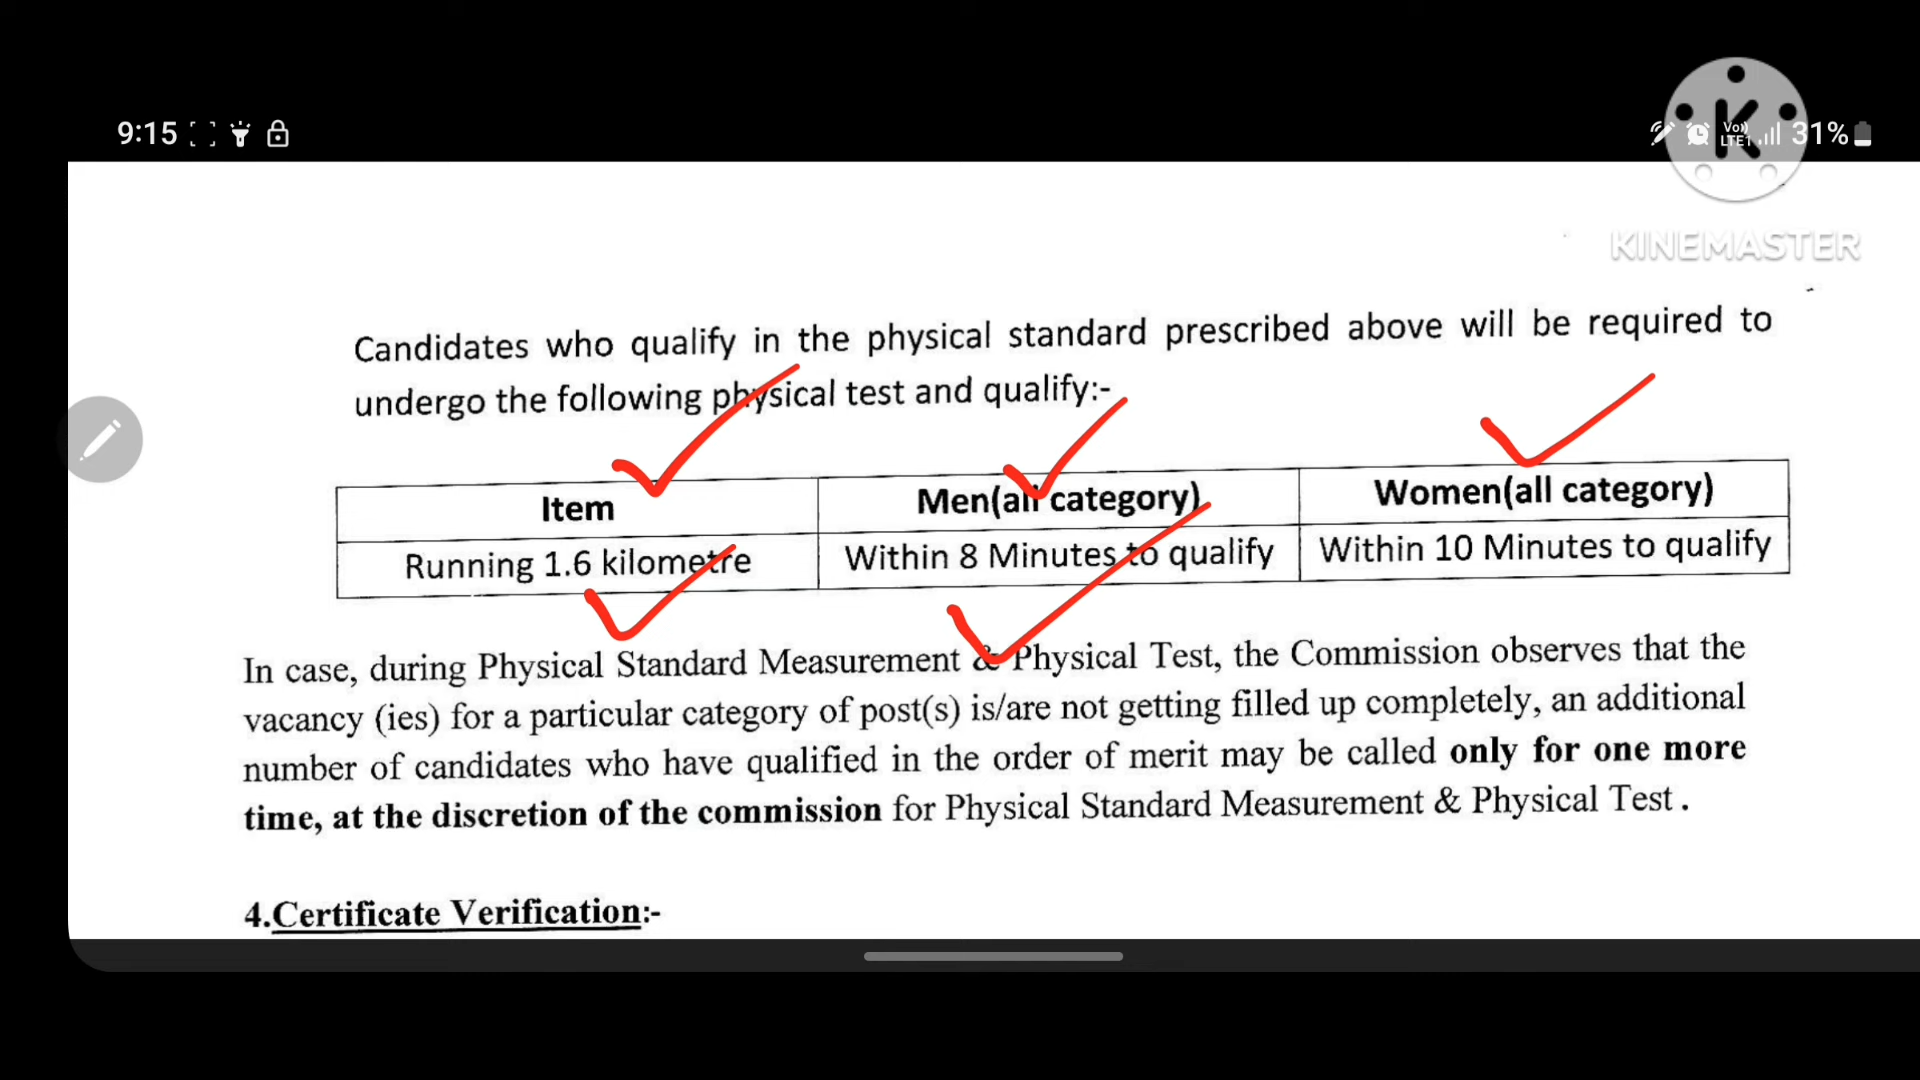 9:15
Vo)) LTE1 31%
KINEMASTER
Candidates who qualify in the physical standard prescribed above will be required to
undergo the following physical test and qualify:-
Item Men(all category) Women(all category)
Running 1.6 kilometre Within 8 Minutes to qualify Within 10 Minutes to qualify
In case, during Physical Standard Measurement & Physical Test, the Commission observes that the
vacancy (ies) for a particular category of post(s) is/are not getting filled up completely, an additional
number of candidates who have qualified in the order of merit may be called only for one more
time, at the discretion of the commission for Physical Standard Measurement & Physical Test .
4.Certificate Verification:-